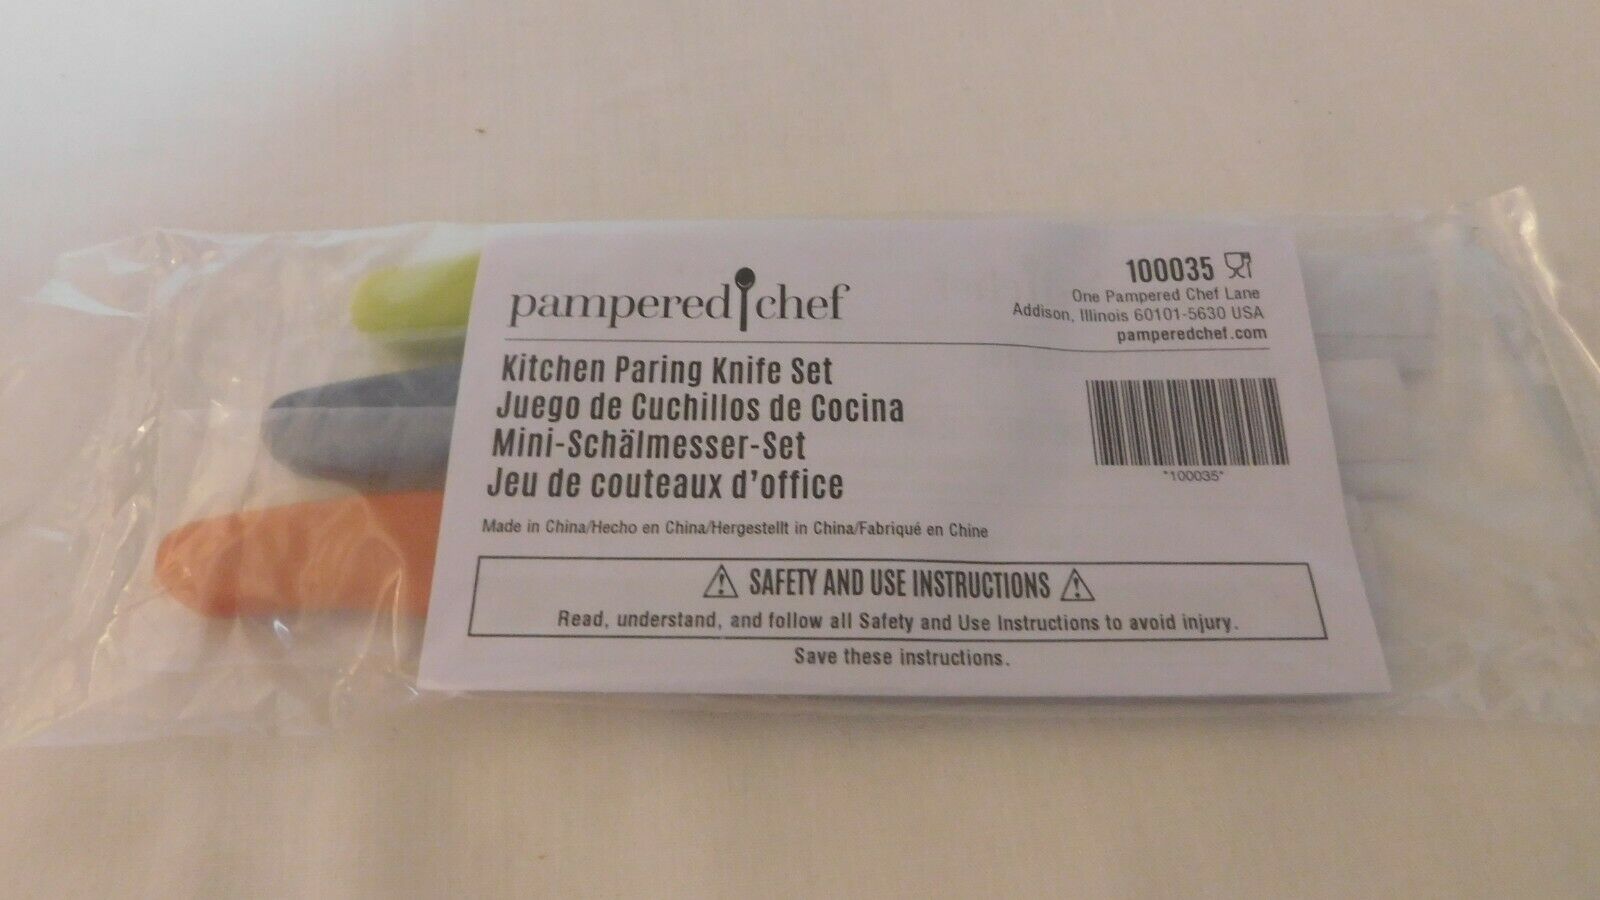 pampered chef
100035
One Pampered Chef Lane
Addison, Illinois 60101-5630 USA
pamperedchef.com
Kitchen Paring Knife Set
Juego de Cuchillos de Cocina
Mini-Schälmesser-Set
Jeu de couteaux d'office
*100035*
Made in China/Hecho en China/Hergestellt in China/Fabriqué en Chine
SAFETY AND USE INSTRUCTIONS
Read, understand, and follow all Safety and Use Instructions to avoid injury.
Save these instructions.